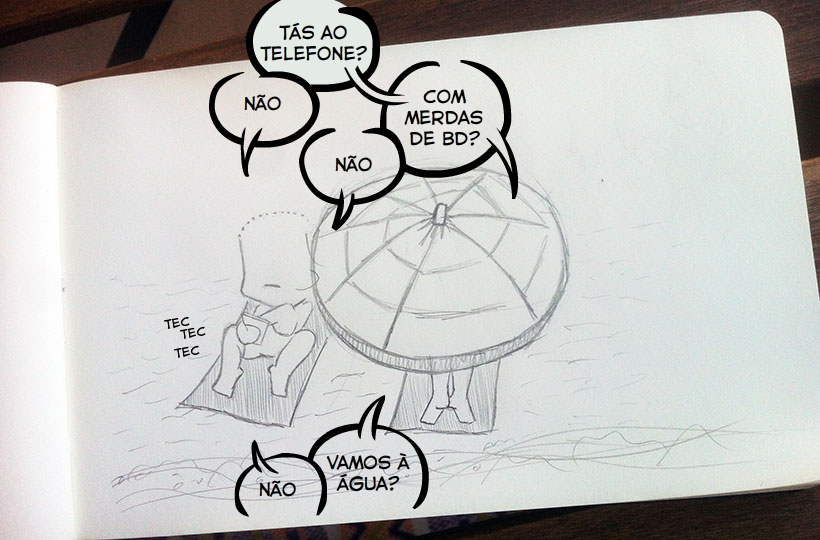 TÁS AO
TELEFONE?
NÃO
COM
MERDAS
DE BD?
NÃO
TEC
TEC
TEC
VAMOS À
ÁGUA?
NÃO